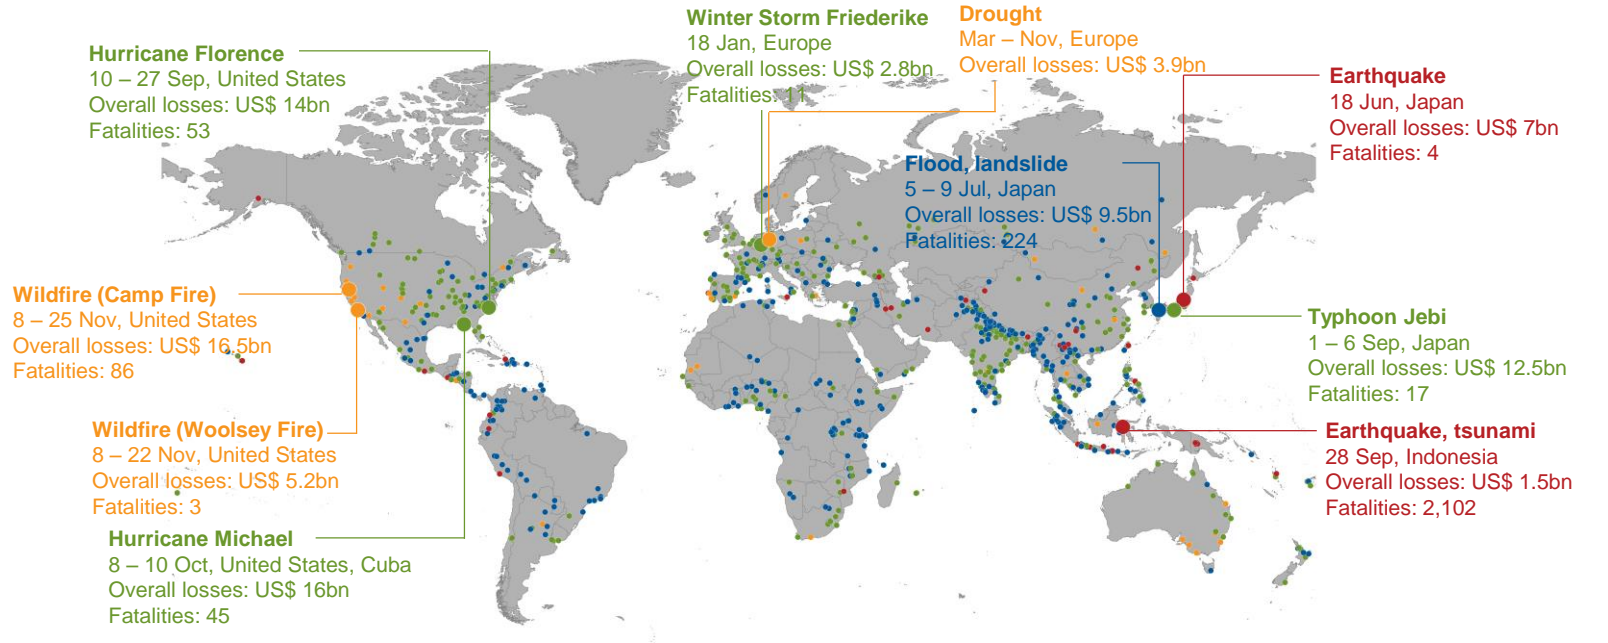 Winter Storm Friederike
18 Jan, Europe
Overall losses: US$ 2.8bn
Fatalities: 11
Drought
Mar – Nov, Europe
Overall losses: US$ 3.9bn
Hurricane Florence
10 – 27 Sep, United States
Overall losses: US$ 14bn
Fatalities: 53
Earthquake
18 Jun, Japan
Overall losses: US$ 7bn
Fatalities: 4
Flood, landslide
5 – 9 Jul, Japan
Overall losses: US$ 9.5bn
Fatalities: 224
Wildfire (Camp Fire)
8 – 25 Nov, United States
Overall losses: US$ 16.5bn
Fatalities: 86
Typhoon Jebi
1 – 6 Sep, Japan
Overall losses: US$ 12.5bn
Fatalities: 17
Wildfire (Woolsey Fire)
8 – 22 Nov, United States
Overall losses: US$ 5.2bn
Fatalities: 3
Earthquake, tsunami
28 Sep, Indonesia
Overall losses: US$ 1.5bn
Fatalities: 2,102
Hurricane Michael
8 – 10 Oct, United States, Cuba
Overall losses: US$ 16bn
Fatalities: 45